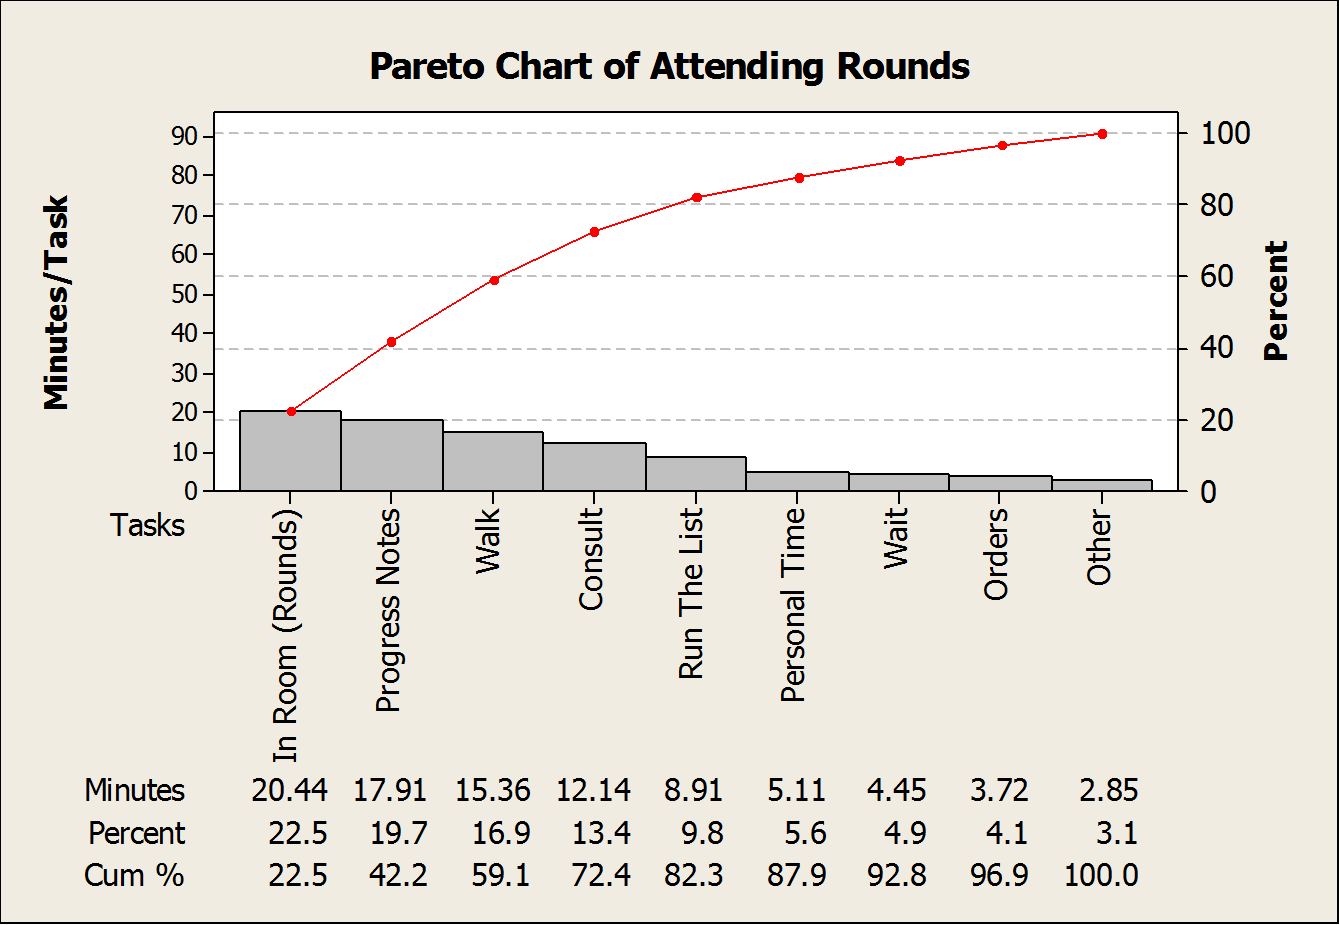 Pareto Chart of Attending Rounds
Minutes/Task
90
80
70
60
50
40
30
20
10
0
Percent
100
80
60
40
20
0
Tasks
In Room (Rounds)
Progress Notes
Walk
Consult
Run The List
Personal Time
Wait
Orders
Other
Minutes 20.44 17.91 15.36 12.14 8.91 5.11 4.45 3.72 2.85
Percent 22.5 19.7 16.9 13.4 9.8 5.6 4.9 4.1 3.1
Cum % 22.5 42.2 59.1 72.4 82.3 87.9 92.8 96.9 100.0